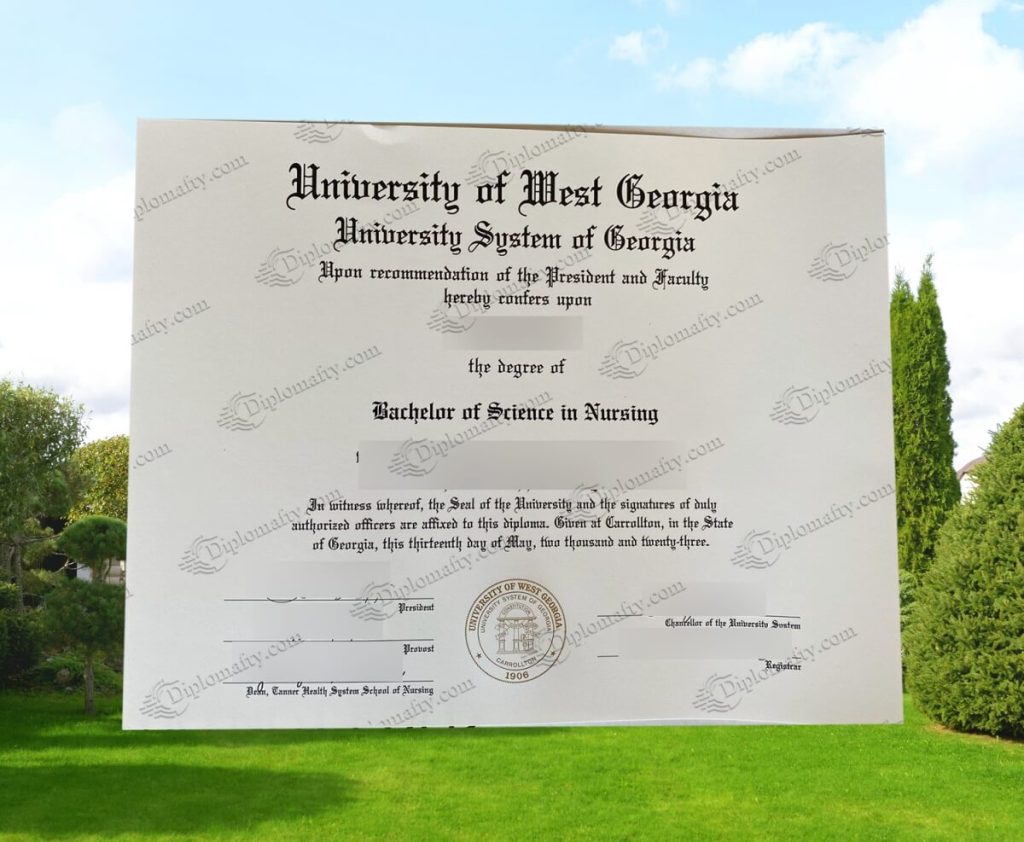 University of West Georgia
University System of Georgia
Upon recommendation of the President and Faculty
hereby confers upon
the degree of
Bachelor of Science in Nursing
In witness whereof, the Seal of the University and the signatures of duly
authorized officers are affixed to this diploma. Given at Carrollton, in the State
of Georgia, this thirteenth day of May, two thousand and twenty-three.
President
Provost
Dean, Tanner Health System School of Nursing
UNIVERSITY OF WEST GEORGIA
UNIVERSITY SYSTEM OF GEORGIA
CONSTITUTION
CARROLLTON
1906
Chancellor of the University System
Registrar
Diplomafty.com